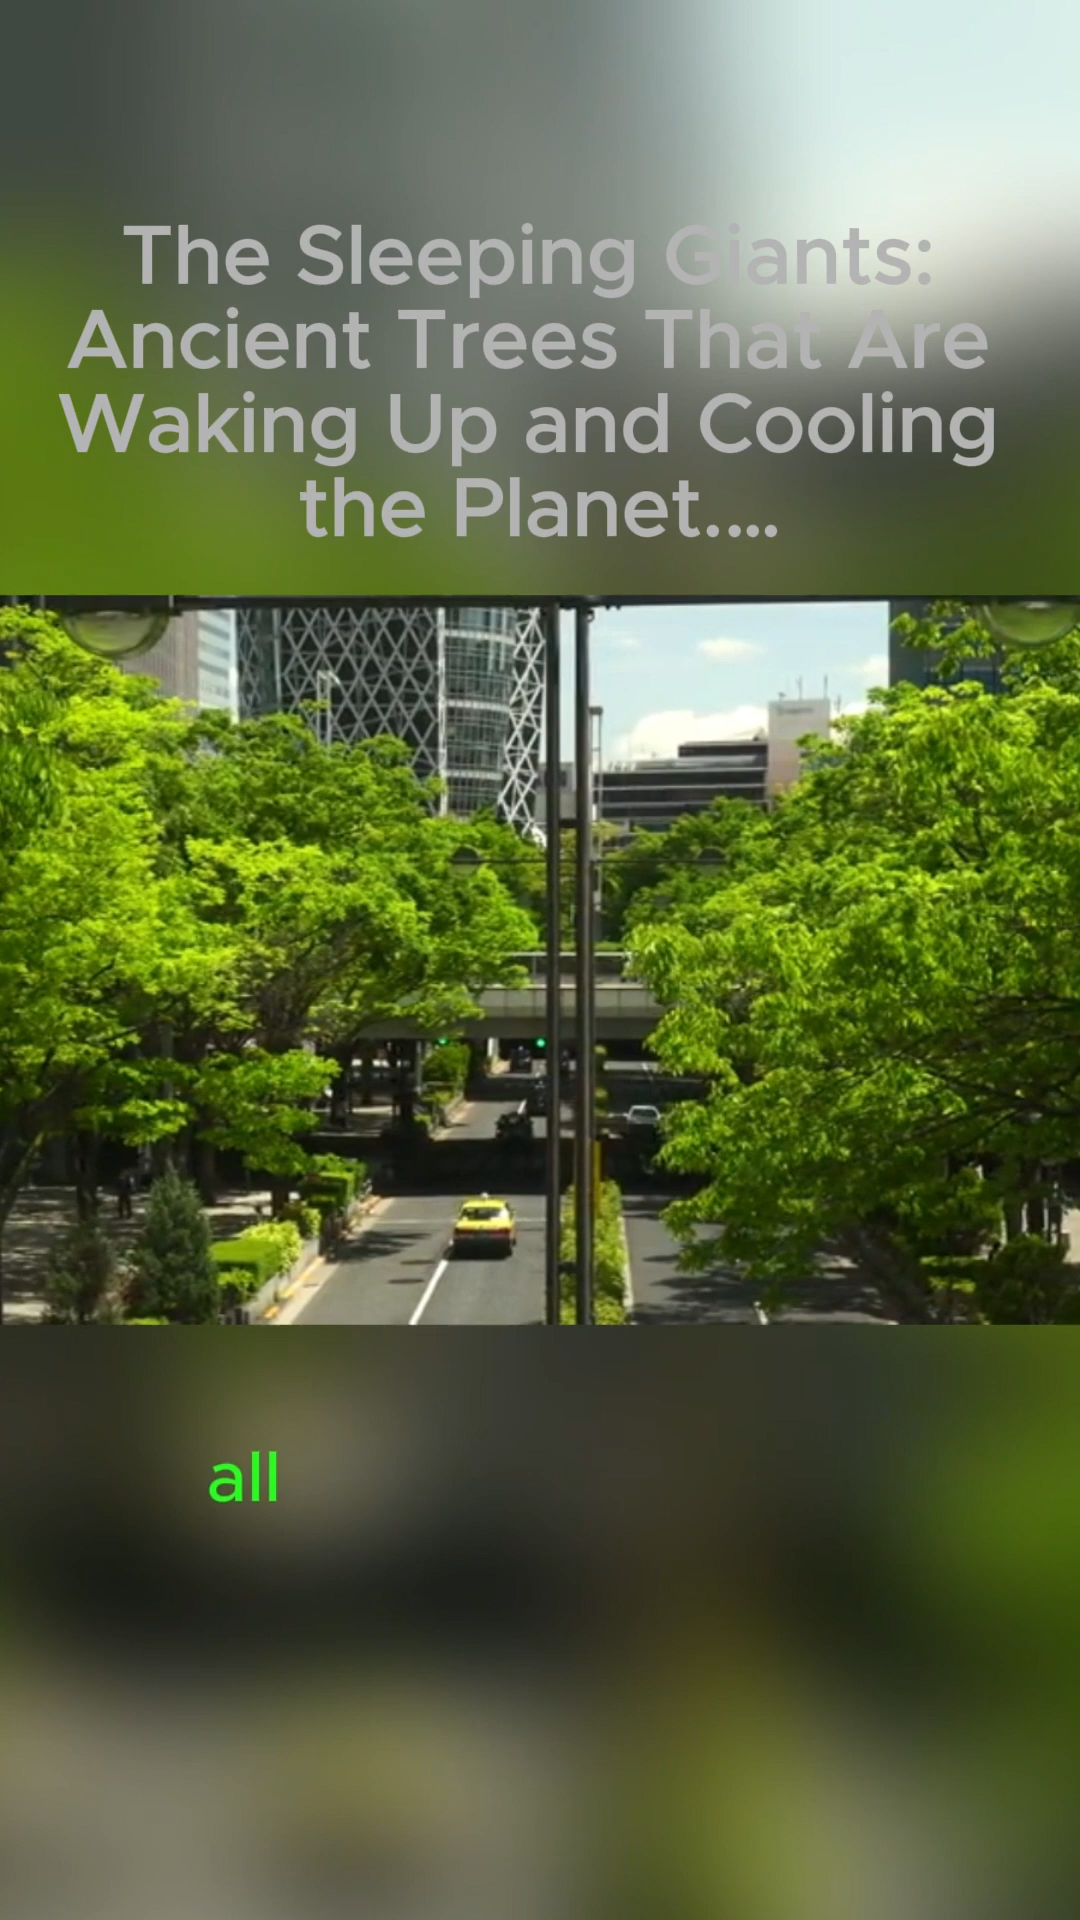 The Sleeping Giants:
Ancient Trees That Are
Waking Up and Cooling
the Planet....
all